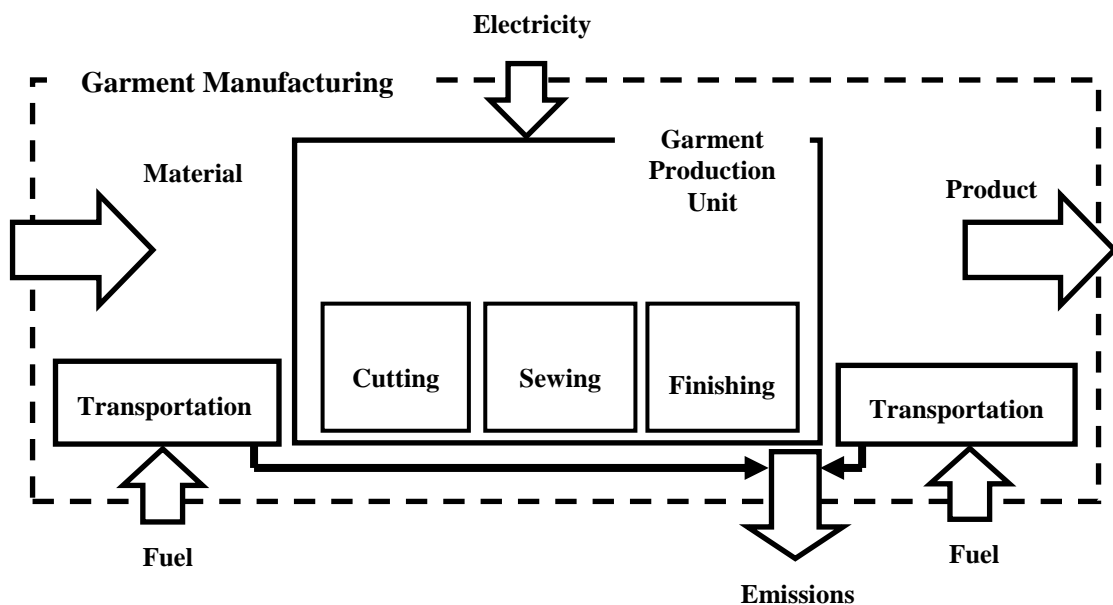 Electricity
Garment Manufacturing
Garment
Production
Unit
Material
Product
Cutting
Sewing
Finishing
Transportation
Transportation
Fuel
Fuel
Emissions